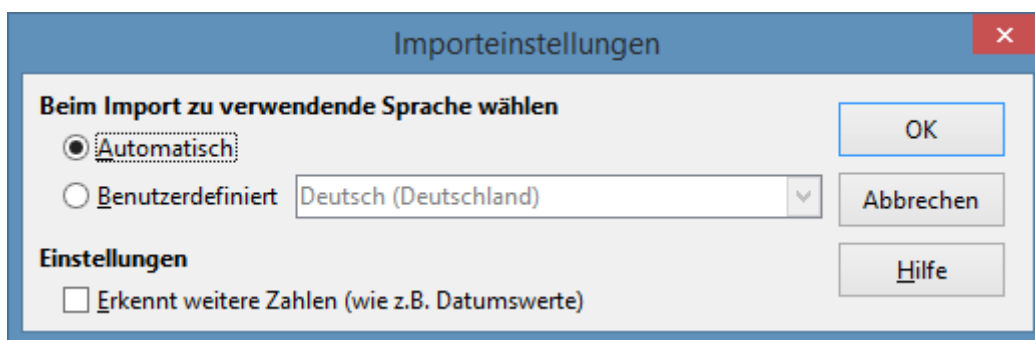 Importeinstellungen
Beim Import zu verwendende Sprache wählen
Automatisch
Benutzerdefiniert Deutsch (Deutschland)
Einstellungen
Erkennt weitere Zahlen (wie z.B. Datumswerte)
OK
Abbrechen
Hilfe